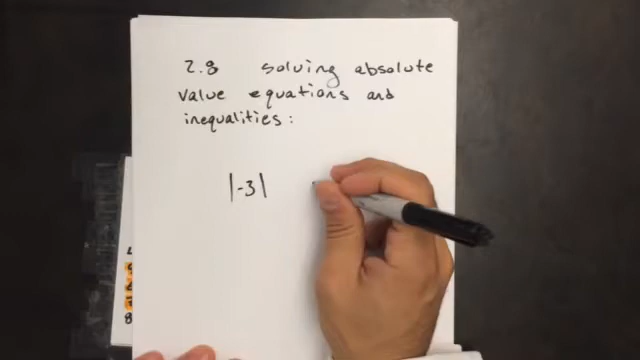 2.8 solving absolute
value equations and
inequalities:
|-3|